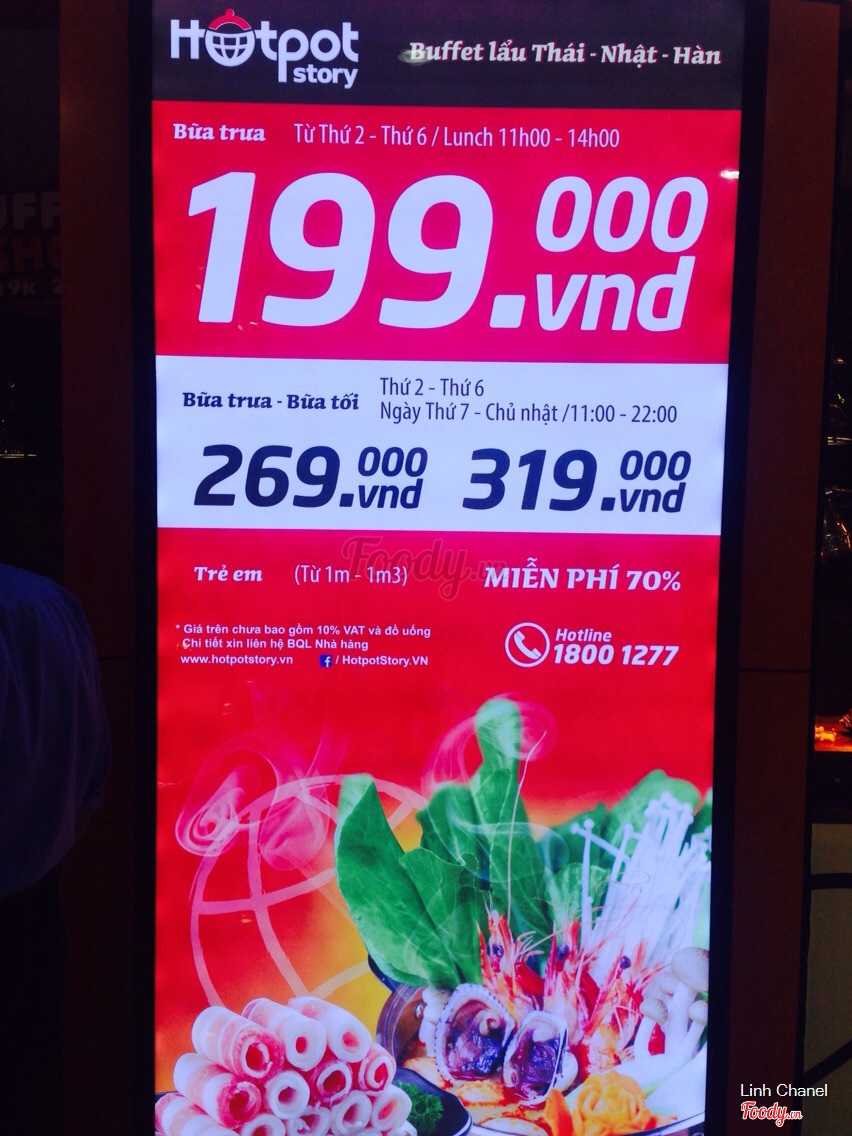 Hotpot
story
Buffet lẩu Thái - Nhật - Hàn
Bữa trưa Từ Thứ 2 - Thứ 6 / Lunch 11h00 - 14h00
199.000 vnd
Bữa trưa - Bữa tối
Thứ 2 - Thứ 6
Ngày Thứ 7 - Chủ nhật /11:00 - 22:00
269.000 vnd 319.000 vnd
Foody.vn
Trẻ em (Từ 1m - 1m3) MIỄN PHÍ 70%
* Giá trên chưa bao gồm 10% VAT và đồ uống
Chi tiết xin liên hệ BQL Nhà hàng
www.hotpotstory.vn f / HotpotStory.VN
Hotline
1800 1277
Linh Chanel
Foody.vn